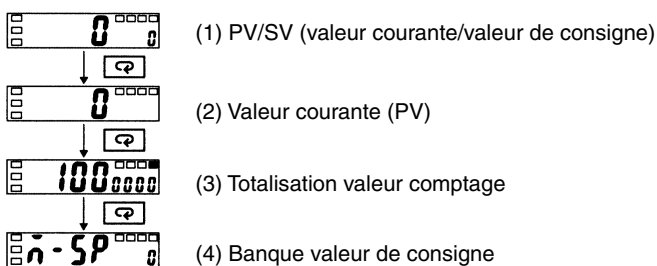 0 0 (1) PV/SV (valeur courante/valeur de consigne)
0 (2) Valeur courante (PV)
100 0000 (3) Totalisation valeur comptage
ñ-SP 0 (4) Banque valeur de consigne